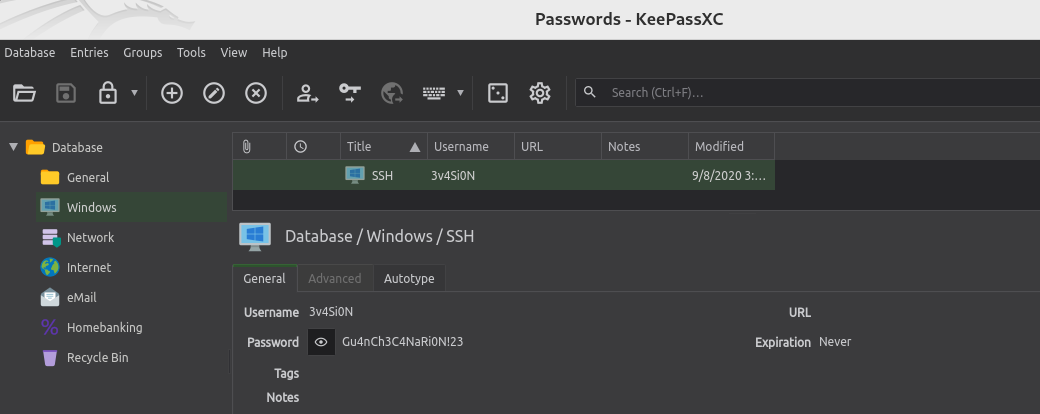 Passwords - KeePassXC
Database Entries Groups Tools View Help
Search (Ctrl+F)...
Database
General
Windows
Network
Internet
eMail
Homebanking
Recycle Bin
Title Username URL Notes Modified
SSH 3v4Si0N 9/8/2020 3:...
Database / Windows / SSH
General Advanced Autotype
Username 3v4Si0N URL
Password Gu4nCh3C4NaRi0N!23 Expiration Never
Tags
Notes